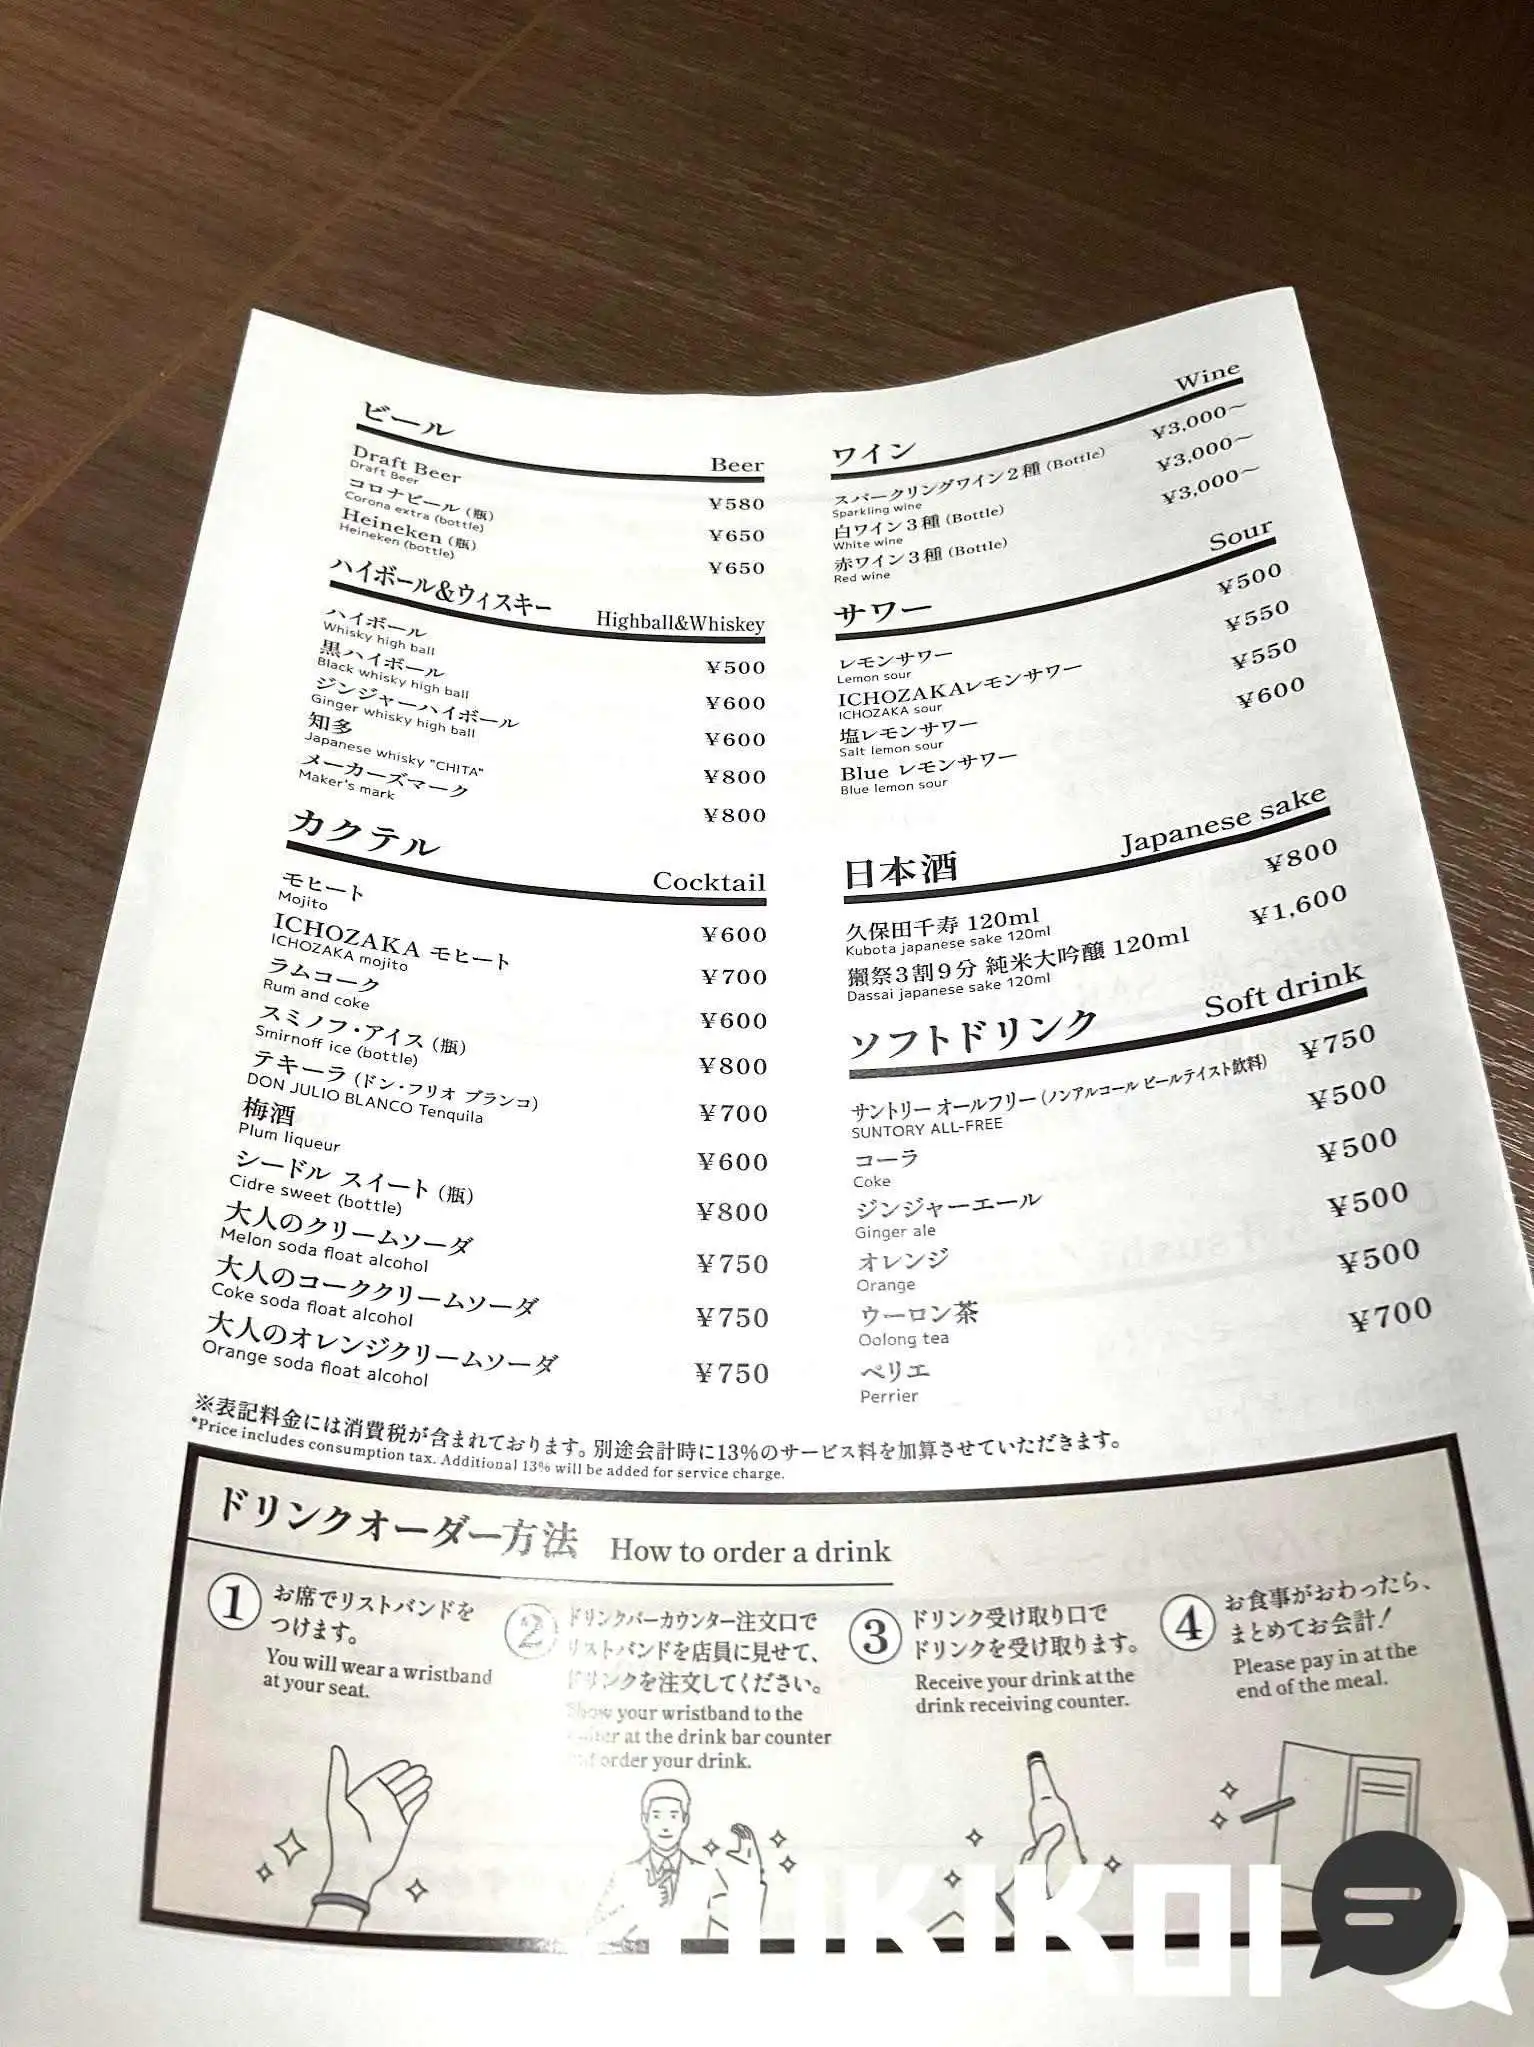 ビール Beer
Draft Beer ¥580
Draft Beer
コロナビール (瓶) ¥650
Corona extra (bottle)
Heineken (瓶) ¥650
Heineken (bottle)
ハイボール&ウィスキー Highball&Whiskey
ハイボール ¥500
Whisky high ball
黒ハイボール ¥600
Black whisky high ball
ジンジャーハイボール ¥600
Ginger whisky high ball
知多 ¥800
Japanese whisky "CHITA"
メーカーズマーク ¥800
Maker's mark
カクテル Cocktail
モヒート ¥600
Mojito
ICHOZAKA モヒート ¥700
ICHOZAKA mojito
ラムコーク ¥600
Rum and coke
スミノフ・アイス (瓶) ¥800
Smirnoff ice (bottle)
テキーラ (ドン・フリオ ブランコ) ¥700
DON JULIO BLANCO Tenquila
梅酒 ¥600
Plum liqueur
シードル スイート (瓶) ¥800
Cidre sweet (bottle)
大人のクリームソーダ ¥750
Melon soda float alcohol
大人のコーククリームソーダ ¥750
Coke soda float alcohol
大人のオレンジクリームソーダ ¥750
Orange soda float alcohol
ワイン Wine
スパークリングワイン2種 (Bottle) ¥3,000〜
Sparkling wine
白ワイン3種 (Bottle) ¥3,000〜
White wine
赤ワイン3種 (Bottle) ¥3,000〜
Red wine
サワー Sour
レモンサワー ¥500
Lemon sour
ICHOZAKAレモンサワー ¥550
ICHOZAKA sour
塩レモンサワー ¥550
Salt lemon sour
Blue レモンサワー ¥600
Blue lemon sour
日本酒 Japanese sake
久保田千寿 120ml ¥800
Kubota japanese sake 120ml
獺祭3割9分 純米大吟醸 120ml ¥1,600
Dassai japanese sake 120ml
ソフトドリンク Soft drink
サントリー オールフリー (ノンアルコール ビールテイスト飲料) ¥750
SUNTORY ALL-FREE
コーラ ¥500
Coke
ジンジャーエール ¥500
Ginger ale
オレンジ ¥500
Orange
ウーロン茶 ¥500
Oolong tea
ペリエ ¥700
Perrier
※表記料金には消費税が含まれております。別途会計時に13%のサービス料を加算させていただきます。
*Price includes consumption tax. Additional 13% will be added for service charge.
ドリンクオーダー方法 How to order a drink
1 お席でリストバンドを
つけます。
You will wear a wristband
at your seat.
2 ドリンクバーカウンター注文口で
リストバンドを店員に見せて、
ドリンクを注文してください。
Show your wristband to the
at the drink bar counter
order your drink.
3 ドリンク受け取り口で
ドリンクを受け取ります。
Receive your drink at the
drink receiving counter.
4 お食事がおわったら、
まとめてお会計!
Please pay in at the
end of the meal.